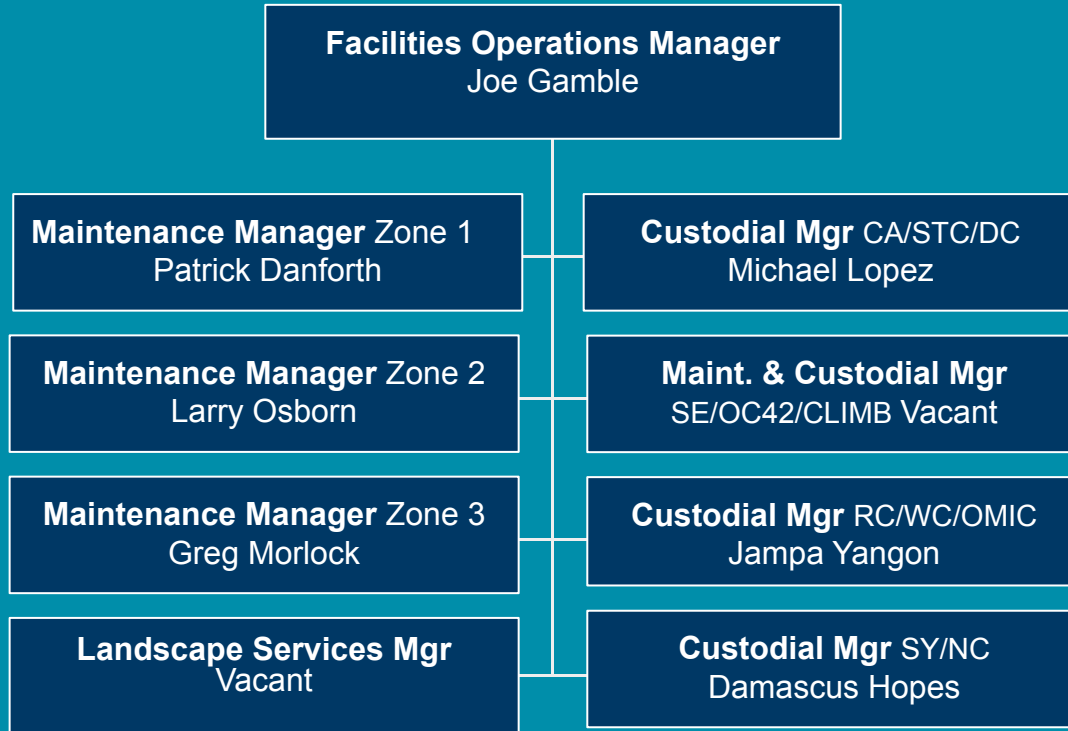 Facilities Operations Manager
Joe Gamble
Maintenance Manager Zone 1
Patrick Danforth
Custodial Mgr CA/STC/DC
Michael Lopez
Maintenance Manager Zone 2
Larry Osborn
Maint. & Custodial Mgr
SE/OC42/CLIMB Vacant
Maintenance Manager Zone 3
Greg Morlock
Custodial Mgr RC/WC/OMIC
Jampa Yangon
Landscape Services Mgr
Vacant
Custodial Mgr SY/NC
Damascus Hopes